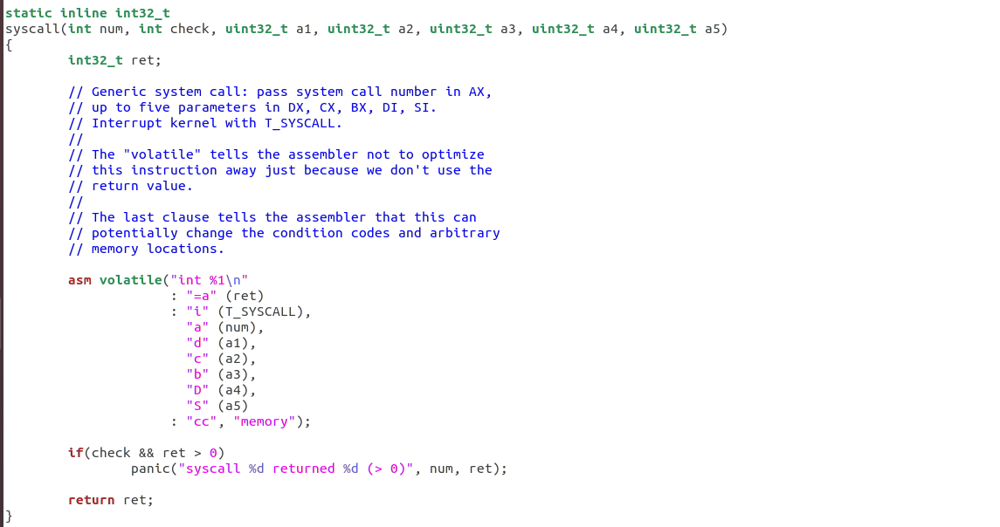 static inline int32_t
syscall(int num, int check, uint32_t a1, uint32_t a2, uint32_t a3, uint32_t a4, uint32_t a5)
{
        int32_t ret;

        // Generic system call: pass system call number in AX,
        // up to five parameters in DX, CX, BX, DI, SI.
        // Interrupt kernel with T_SYSCALL.
        //
        // The "volatile" tells the assembler not to optimize
        // this instruction away just because we don't use the
        // return value.
        //
        // The last clause tells the assembler that this can
        // potentially change the condition codes and arbitrary
        // memory locations.

        asm volatile("int %1\n"
                     : "=a" (ret)
                     : "i" (T_SYSCALL),
                       "a" (num),
                       "d" (a1),
                       "c" (a2),
                       "b" (a3),
                       "D" (a4),
                       "S" (a5)
                     : "cc", "memory");

        if(check && ret > 0)
                panic("syscall %d returned %d (> 0)", num, ret);

        return ret;
}